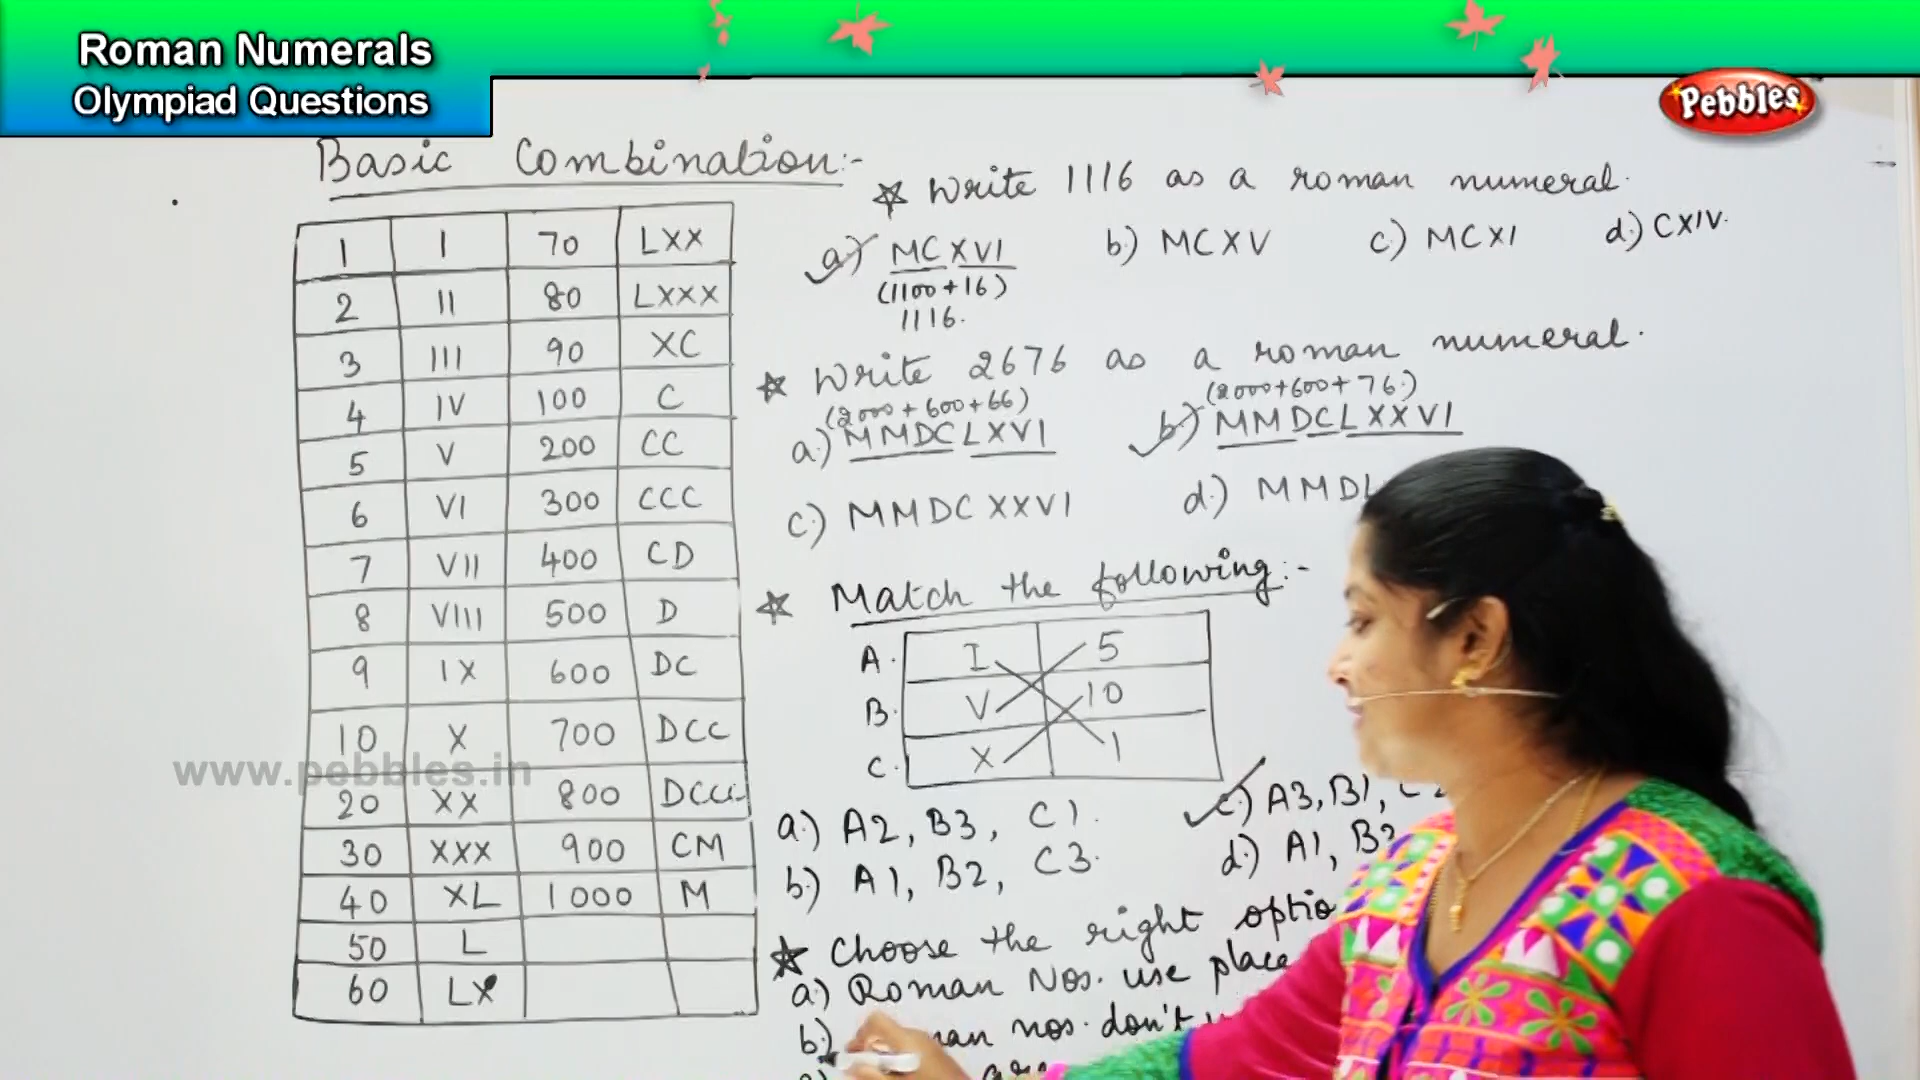 Roman Numerals
Olympiad Questions
Pebbles
Basic Combination:-
1 I 70 LXX
2 II 80 LXXX
3 III 90 XC
4 IV 100 C
5 V 200 CC
6 VI 300 CCC
7 VII 400 CD
8 VIII 500 D
9 IX 600 DC
10 X 700 DCC
20 XX 800 DCCC
30 XXX 900 CM
40 XL 1000 M
50 L
60 LX
www.pebbles.in
Write 1116 as a roman numeral.
a.) MCXVI b.) MCXV c.) MCXI d.) CXIV.
(1100+16)
1116.
Write 2676 as a roman numeral.
(2000+600+66) (2000+600+76.)
a.) MMDCLXVI b.) MMDCLXXVI
c.) MMDCXXVI d.)
Match the following:-
A. I 5
B. V 10
C. X 1
a.) A2, B3, C1. c.) A3, B1,
b.) A1, B2, C3. d.) A1,
Choose the right
a.) Roman Nos. use place
b.) nos. don't